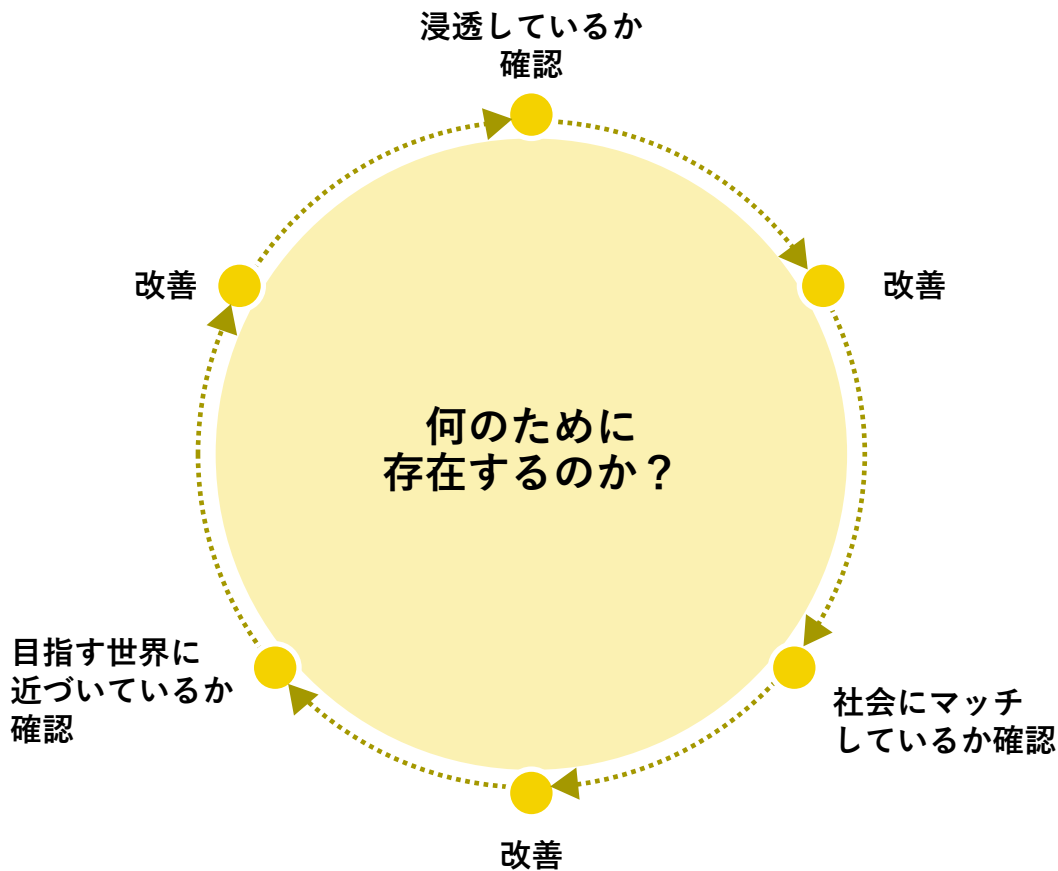 浸透しているか
確認
改善
改善
何のために
存在するのか？
目指す世界に
近づいているか
確認
社会にマッチ
しているか確認
改善